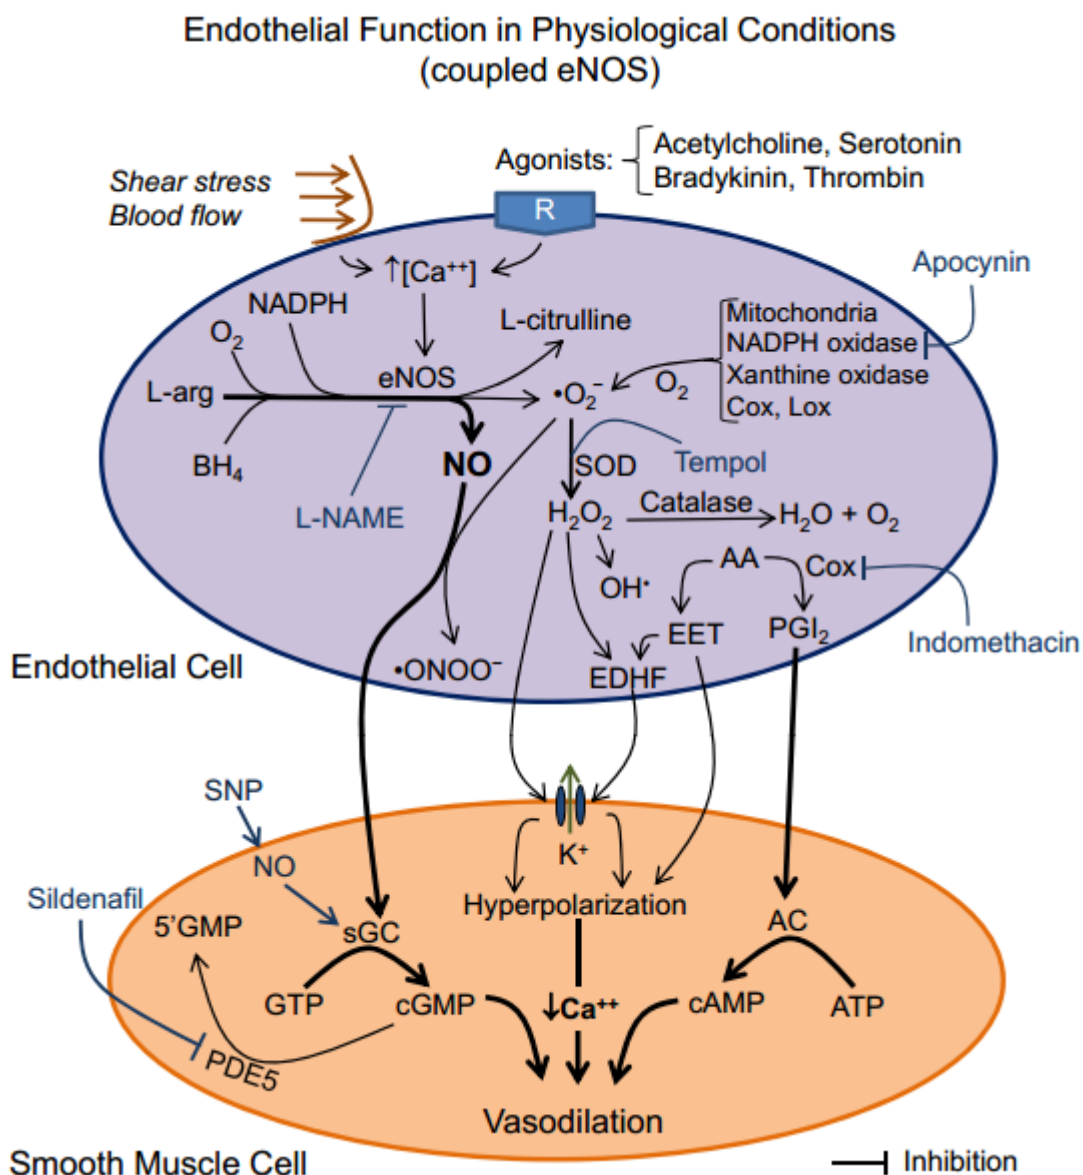 Endothelial Function in Physiological Conditions
(coupled eNOS)
Agonists:
Acetylcholine, Serotonin
Bradykinin, Thrombin
Shear stress
Blood flow
R
↑[Ca⁺⁺]
Apocynin
NADPH
O₂
L-citrulline
Mitochondria
NADPH oxidase
Xanthine oxidase
Cox, Lox
L-arg
eNOS
•O₂⁻
O₂
BH₄
NO
SOD
Tempol
L-NAME
H₂O₂
Catalase
H₂O + O₂
OH•
AA
Cox
EET
PGI₂
Indomethacin
Endothelial Cell
•ONOO⁻
EDHF
SNP
NO
K⁺
Sildenafil
5'GMP
sGC
Hyperpolarization
AC
GTP
cGMP
↓Ca⁺⁺
cAMP
ATP
PDE5
Vasodilation
Smooth Muscle Cell
Inhibition